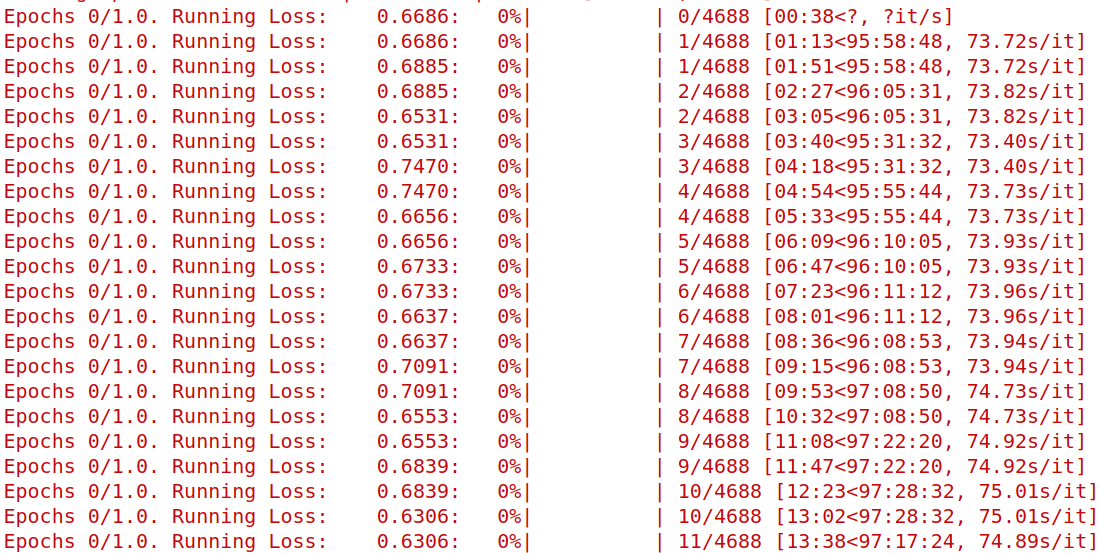 Epochs 0/1.0. Running Loss:    0.6686:   0%|          | 0/4688 [00:38<?, ?it/s]
Epochs 0/1.0. Running Loss:    0.6686:   0%|          | 1/4688 [01:13<95:58:48, 73.72s/it]
Epochs 0/1.0. Running Loss:    0.6885:   0%|          | 1/4688 [01:51<95:58:48, 73.72s/it]
Epochs 0/1.0. Running Loss:    0.6885:   0%|          | 2/4688 [02:27<96:05:31, 73.82s/it]
Epochs 0/1.0. Running Loss:    0.6531:   0%|          | 2/4688 [03:05<96:05:31, 73.82s/it]
Epochs 0/1.0. Running Loss:    0.6531:   0%|          | 3/4688 [03:40<95:31:32, 73.40s/it]
Epochs 0/1.0. Running Loss:    0.7470:   0%|          | 3/4688 [04:18<95:31:32, 73.40s/it]
Epochs 0/1.0. Running Loss:    0.7470:   0%|          | 4/4688 [04:54<95:55:44, 73.73s/it]
Epochs 0/1.0. Running Loss:    0.6656:   0%|          | 4/4688 [05:33<95:55:44, 73.73s/it]
Epochs 0/1.0. Running Loss:    0.6656:   0%|          | 5/4688 [06:09<96:10:05, 73.93s/it]
Epochs 0/1.0. Running Loss:    0.6733:   0%|          | 5/4688 [06:47<96:10:05, 73.93s/it]
Epochs 0/1.0. Running Loss:    0.6733:   0%|          | 6/4688 [07:23<96:11:12, 73.96s/it]
Epochs 0/1.0. Running Loss:    0.6637:   0%|          | 6/4688 [08:01<96:11:12, 73.96s/it]
Epochs 0/1.0. Running Loss:    0.6637:   0%|          | 7/4688 [08:36<96:08:53, 73.94s/it]
Epochs 0/1.0. Running Loss:    0.7091:   0%|          | 7/4688 [09:15<96:08:53, 73.94s/it]
Epochs 0/1.0. Running Loss:    0.7091:   0%|          | 8/4688 [09:53<97:08:50, 74.73s/it]
Epochs 0/1.0. Running Loss:    0.6553:   0%|          | 8/4688 [10:32<97:08:50, 74.73s/it]
Epochs 0/1.0. Running Loss:    0.6553:   0%|          | 9/4688 [11:08<97:22:20, 74.92s/it]
Epochs 0/1.0. Running Loss:    0.6839:   0%|          | 9/4688 [11:47<97:22:20, 74.92s/it]
Epochs 0/1.0. Running Loss:    0.6839:   0%|          | 10/4688 [12:23<97:28:32, 75.01s/it]
Epochs 0/1.0. Running Loss:    0.6306:   0%|          | 10/4688 [13:02<97:28:32, 75.01s/it]
Epochs 0/1.0. Running Loss:    0.6306:   0%|          | 11/4688 [13:38<97:17:24, 74.89s/it]